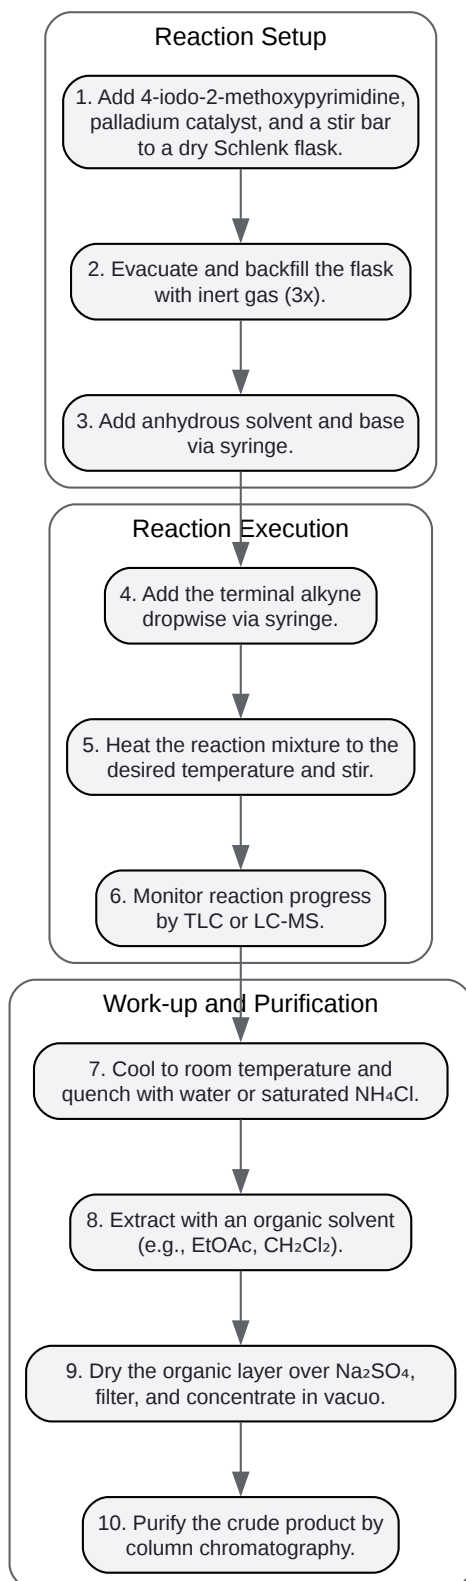 Reaction Setup
1. Add 4-iodo-2-methoxypyrimidine,
palladium catalyst, and a stir bar
to a dry Schlenk flask.
2. Evacuate and backfill the flask
with inert gas (3x).
3. Add anhydrous solvent and base
via syringe.
Reaction Execution
4. Add the terminal alkyne
dropwise via syringe.
5. Heat the reaction mixture to the
desired temperature and stir.
6. Monitor reaction progress
by TLC or LC-MS.
Work-up and Purification
7. Cool to room temperature and
quench with water or saturated NH₄Cl.
8. Extract with an organic solvent
(e.g., EtOAc, CH₂Cl₂).
9. Dry the organic layer over Na₂SO₄,
filter, and concentrate in vacuo.
10. Purify the crude product by
column chromatography.